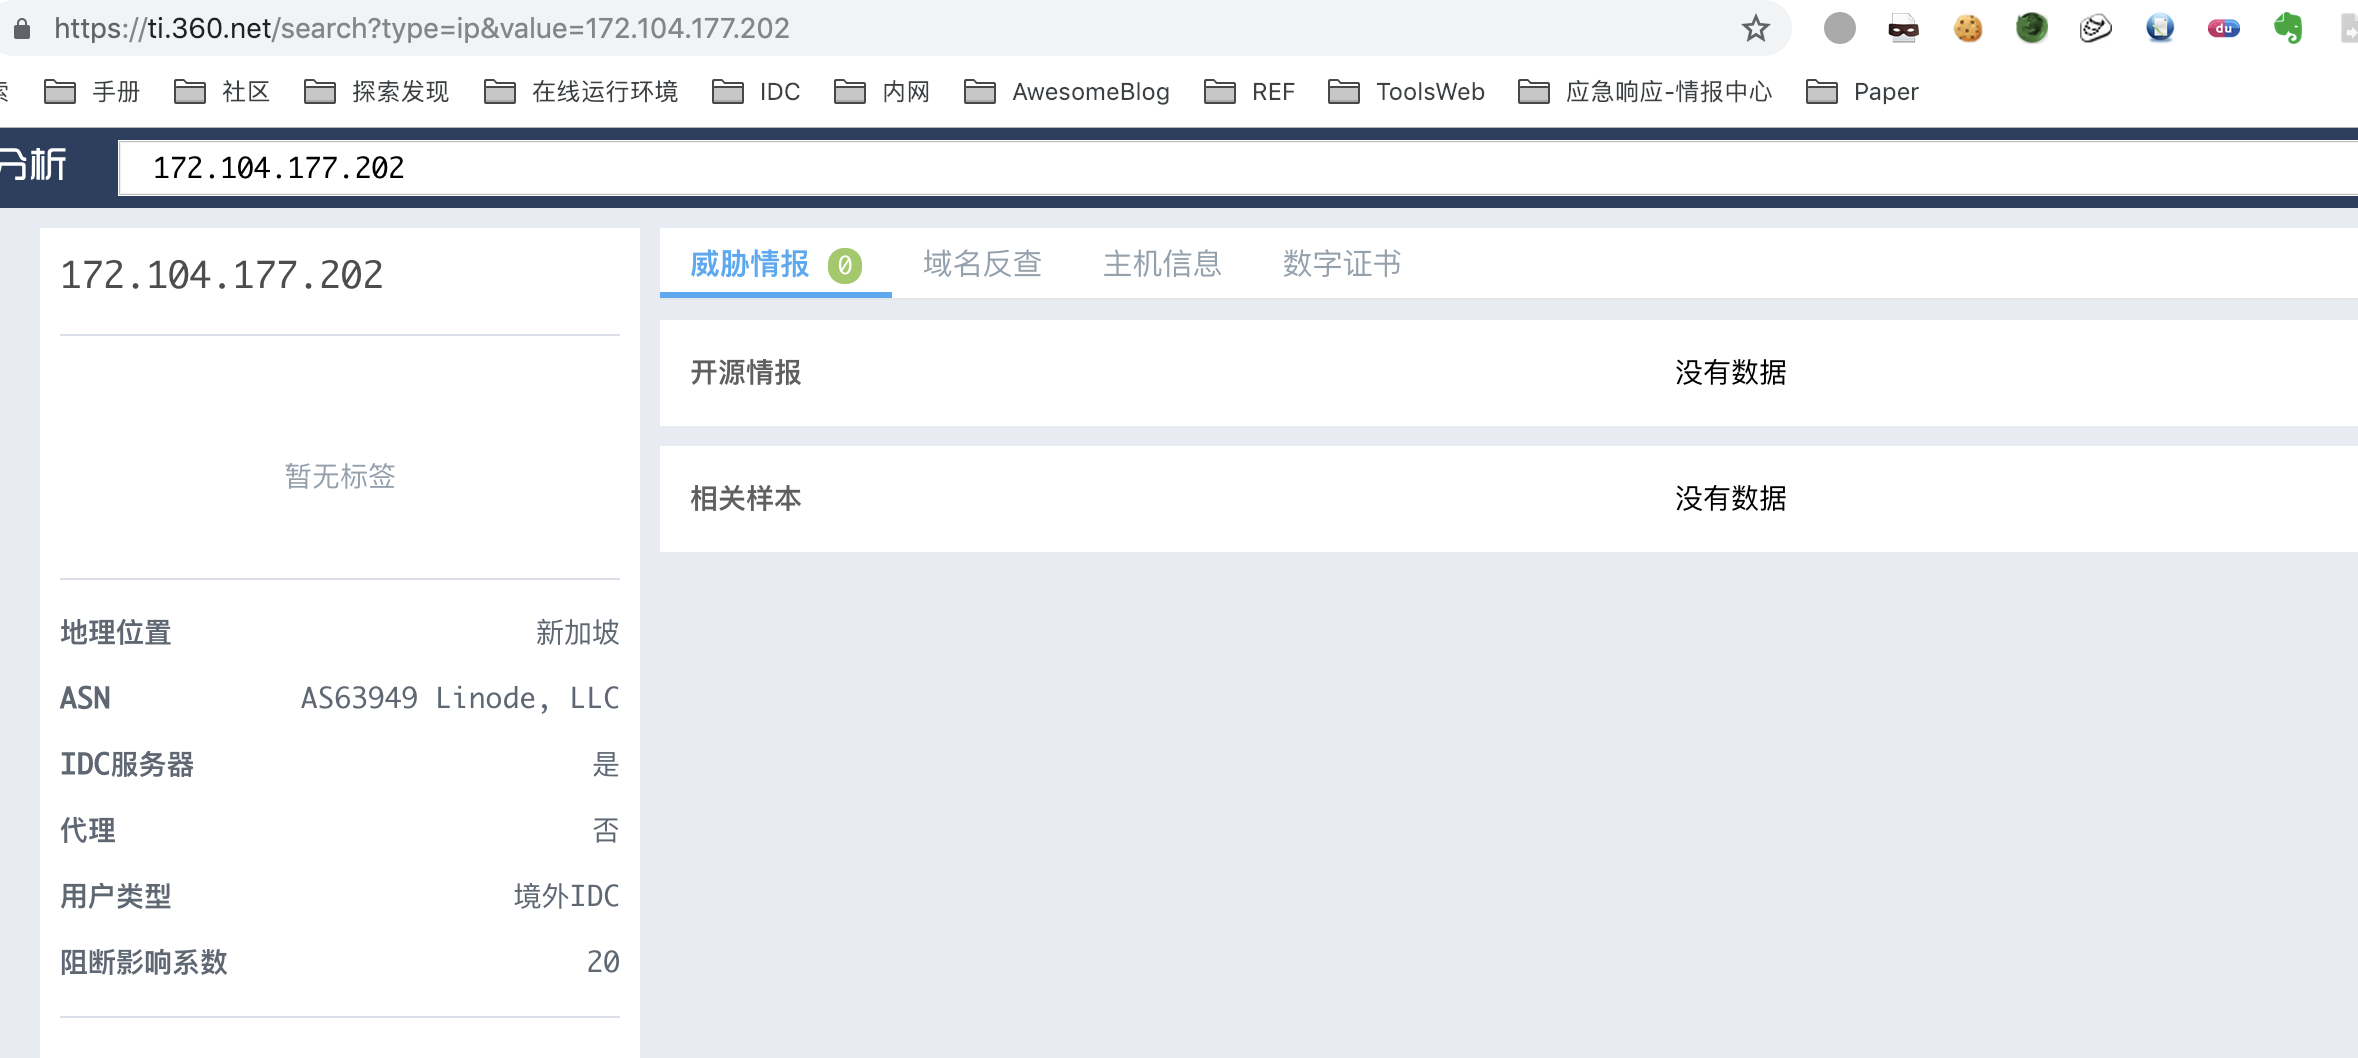 https://ti.360.net/search?type=ip&value=172.104.177.202
du
索 手册 社区 探索发现 在线运行环境 IDC 内网 AwesomeBlog REF ToolsWeb 应急响应-情报中心 Paper
分析 172.104.177.202
172.104.177.202
暂无标签
地理位置 新加坡
ASN AS63949 Linode, LLC
IDC服务器 是
代理 否
用户类型 境外IDC
阻断影响系数 20
威胁情报 0 域名反查 主机信息 数字证书
开源情报 没有数据
相关样本 没有数据